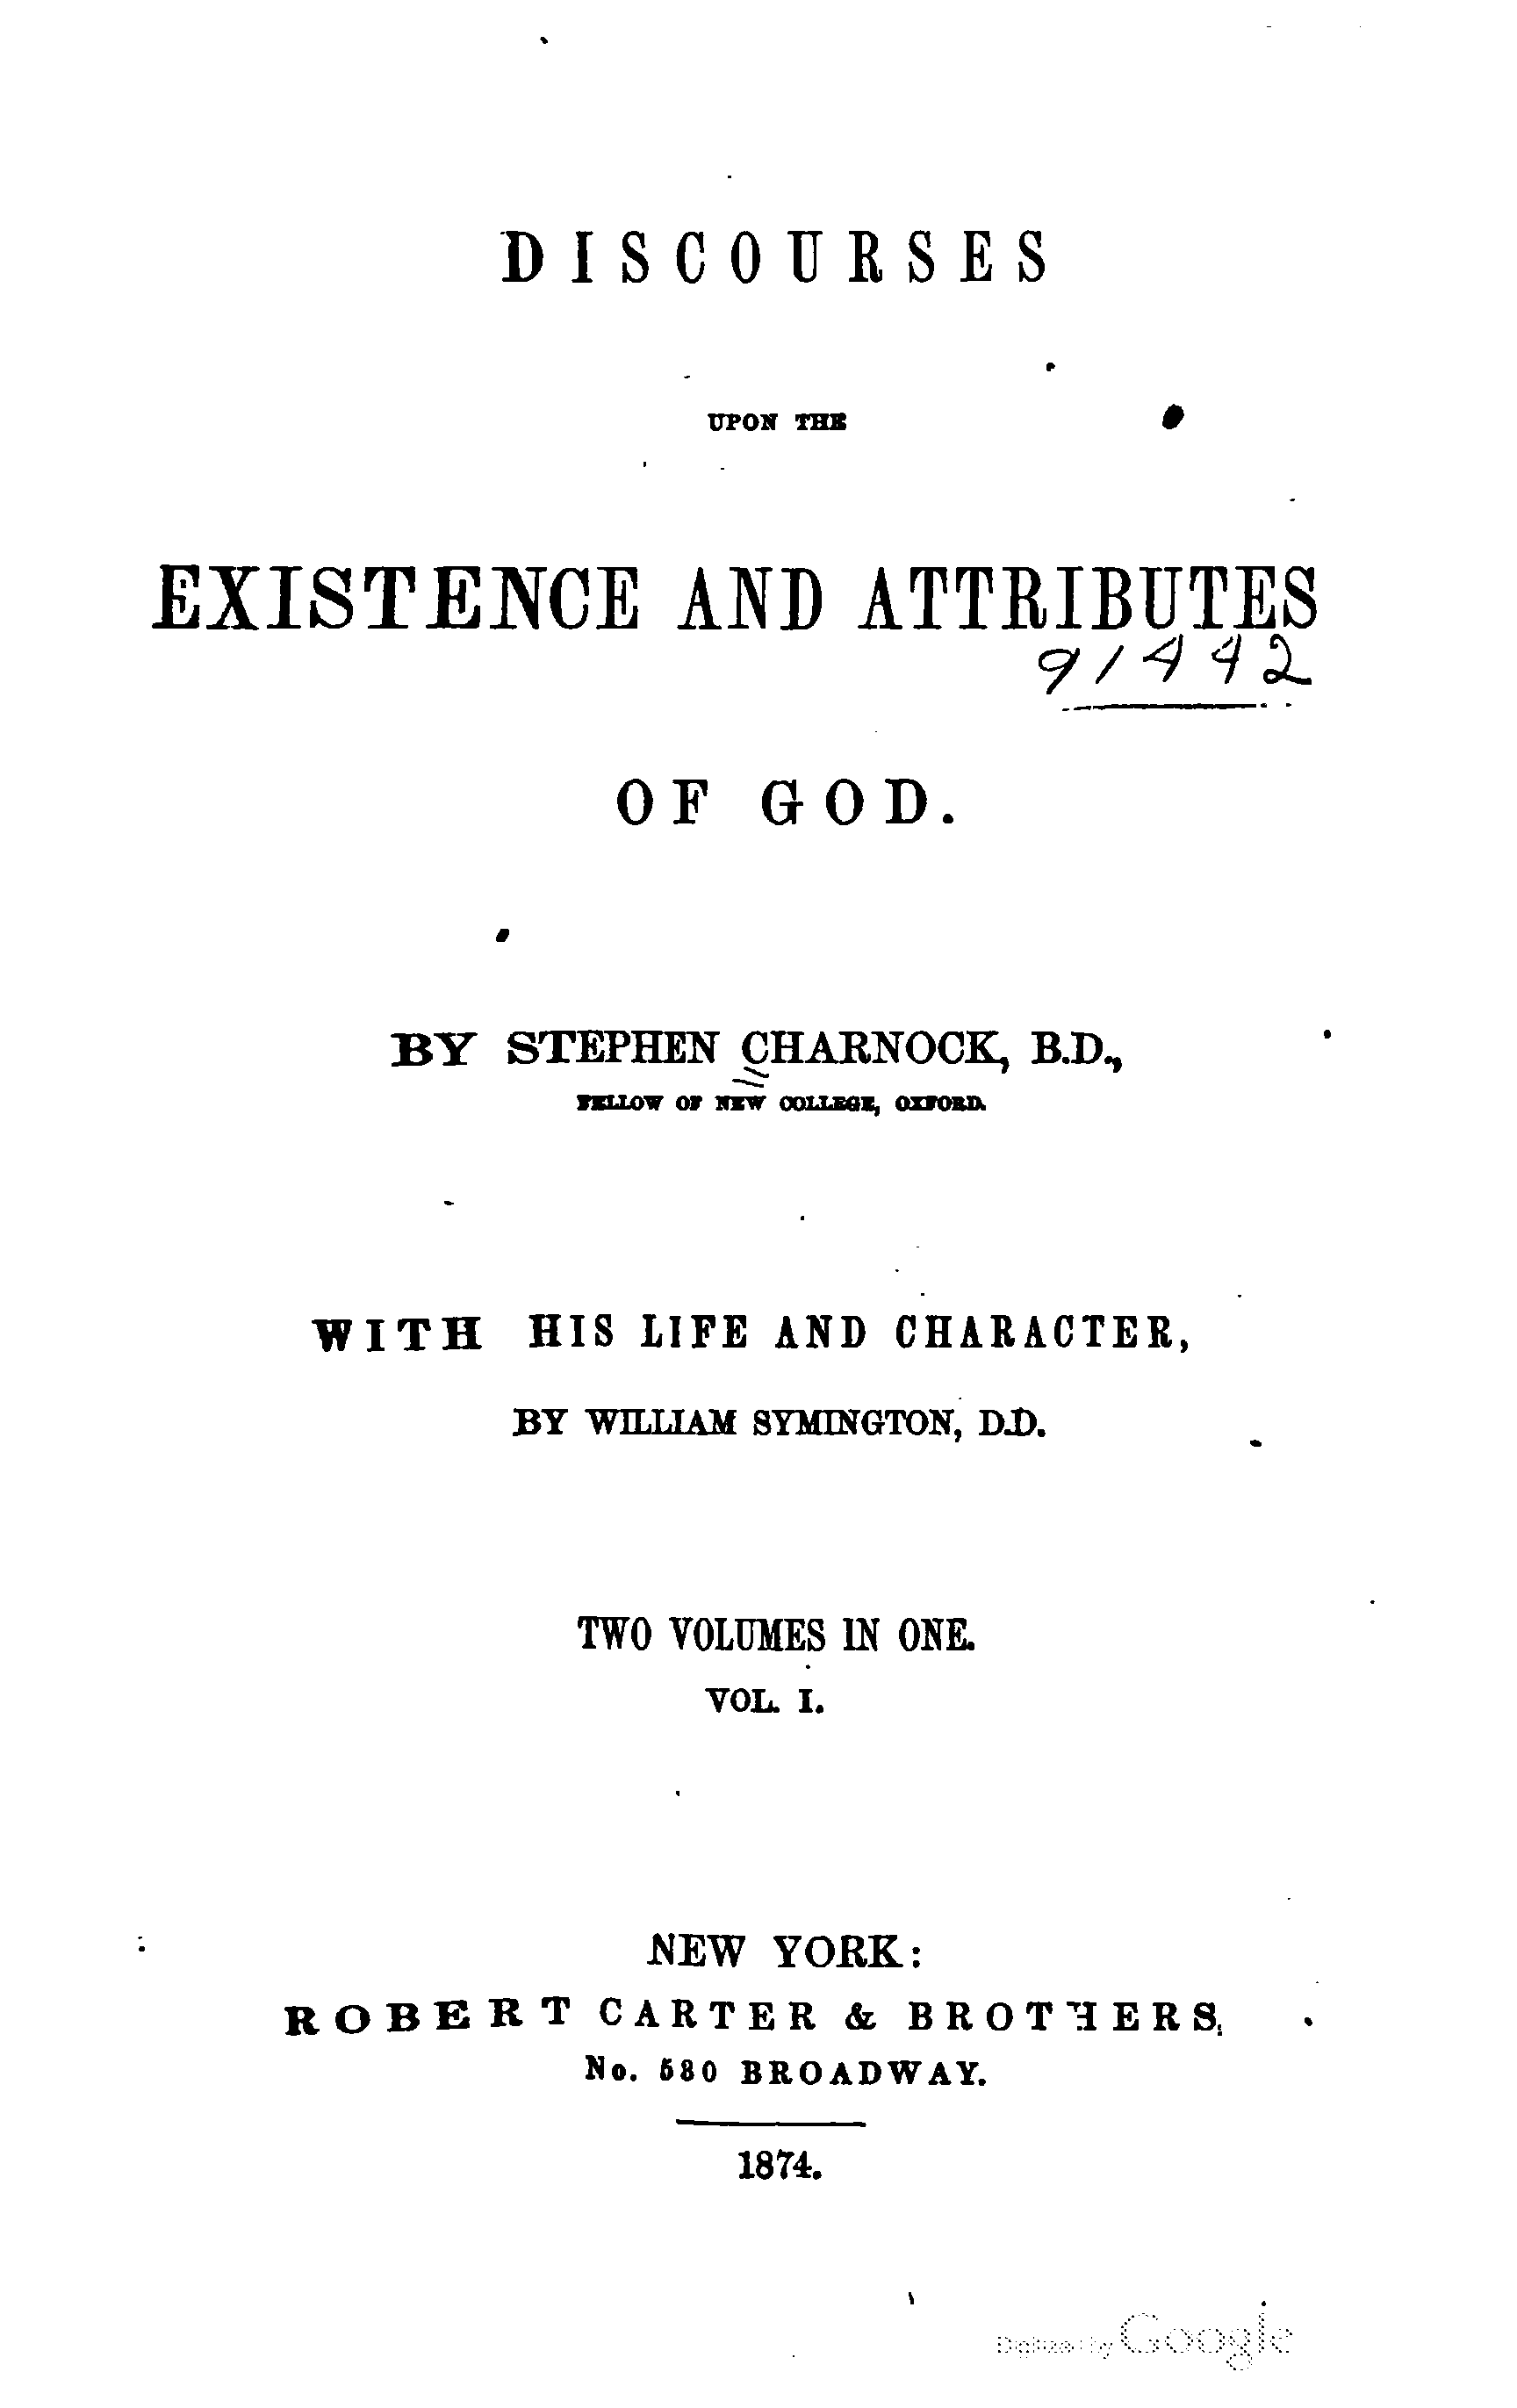 DISCOURSES
UPON THE
EXISTENCE AND ATTRIBUTES
91442
OF GOD.
BY STEPHEN CHARNOCK, B.D.,
FELLOW OF NEW COLLEGE, OXFORD.
WITH HIS LIFE AND CHARACTER,
BY WILLIAM SYMINGTON, D.D.
TWO VOLUMES IN ONE.
VOL. I.
NEW YORK:
ROBERT CARTER & BROTHERS,
No. 580 BROADWAY.
1874.
Digitized by Google